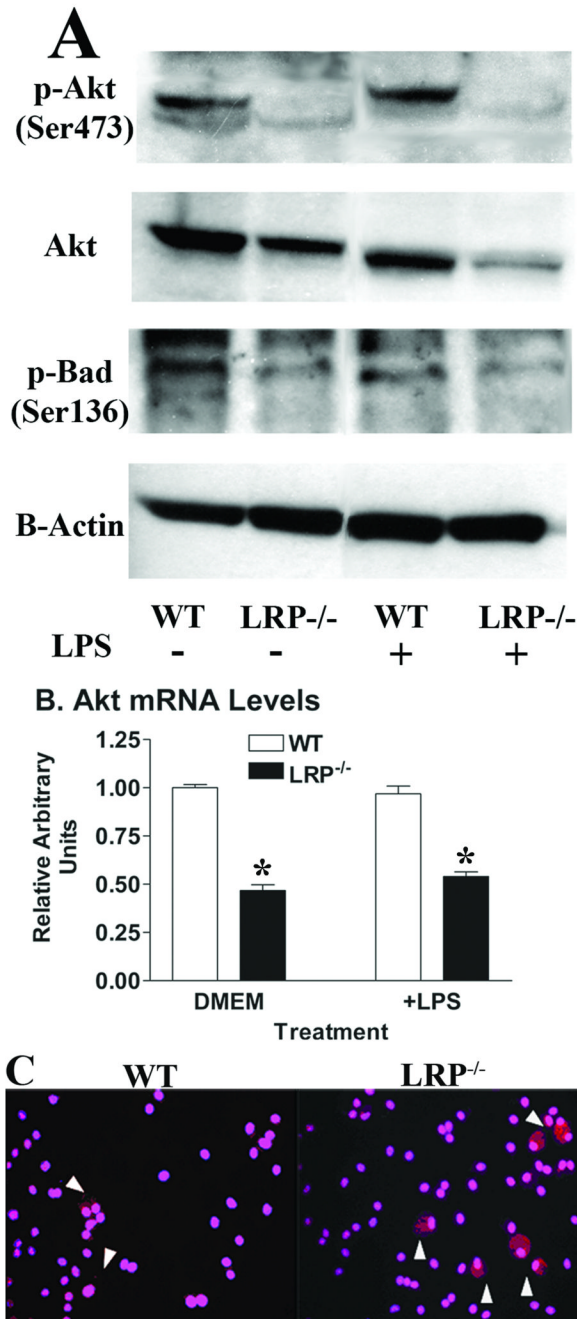 A
p-Akt
(Ser473)
Akt
p-Bad
(Ser136)
B-Actin
WT LRP-/- WT LRP-/-
LPS - - + +
B. Akt mRNA Levels
1.25
1.00
0.75
0.50
0.25
0.00
Relative Arbitrary
Units
WT
LRP-/-
* *
DMEM +LPS
Treatment
C WT LRP-/-